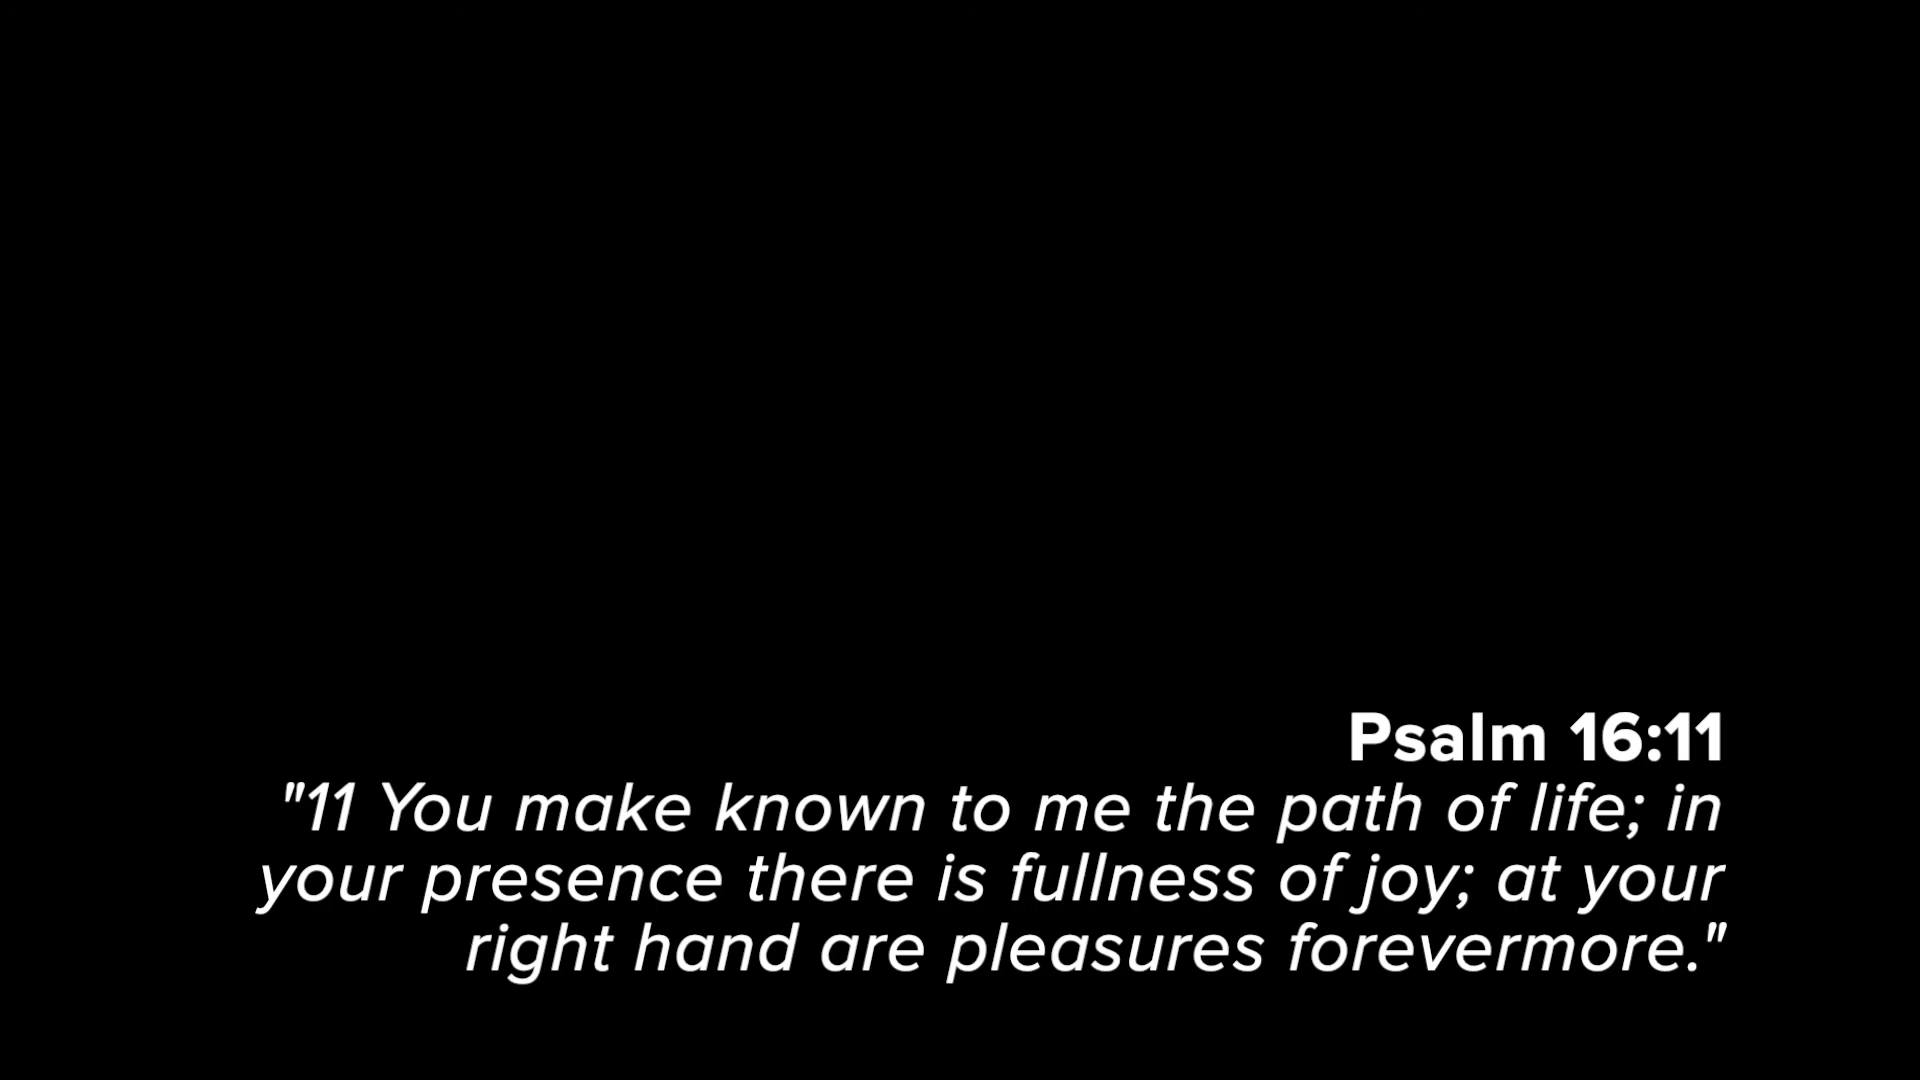 Psalm 16:11
"11 You make known to me the path of life; in
your presence there is fullness of joy; at your
right hand are pleasures forevermore."